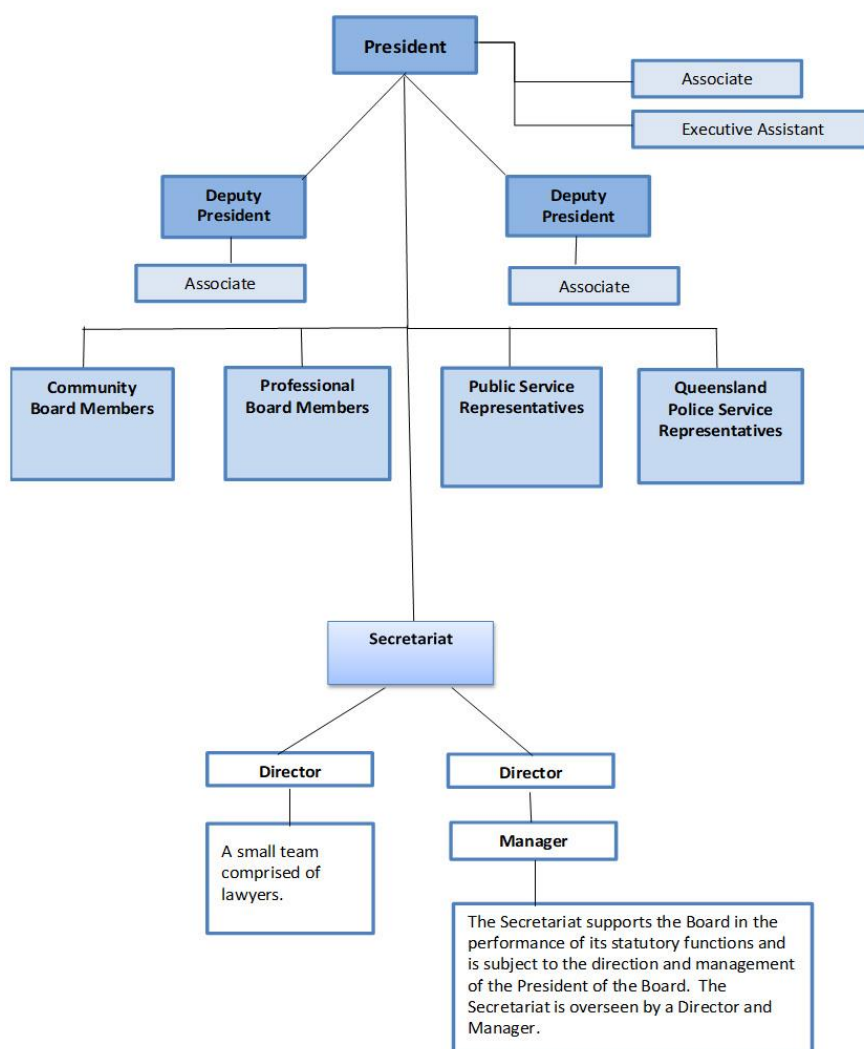 President
Associate
Executive Assistant
Deputy
President
Deputy
President
Associate
Associate
Community
Board Members
Professional
Board Members
Public Service
Representatives
Queensland
Police Service
Representatives
Secretariat
Director
Director
A small team
comprised of
lawyers.
Manager
The Secretariat supports the Board in the
performance of its statutory functions and
is subject to the direction and management
of the President of the Board.  The
Secretariat is overseen by a Director and
Manager.